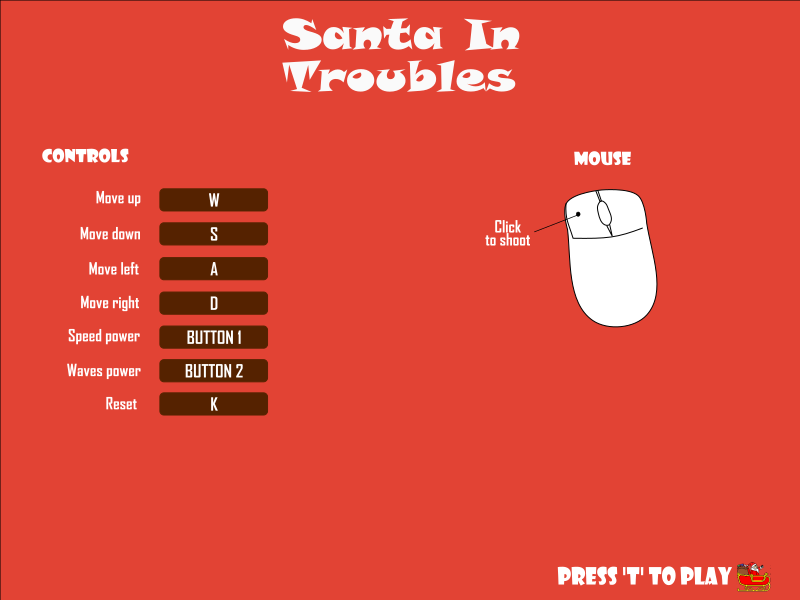 Santa In
Troubles
CONTROLS
Move up W
Move down S
Move left A
Move right D
Speed power BUTTON 1
Waves power BUTTON 2
Reset K
MOUSE
Click
to shoot
PRESS 'T' TO PLAY